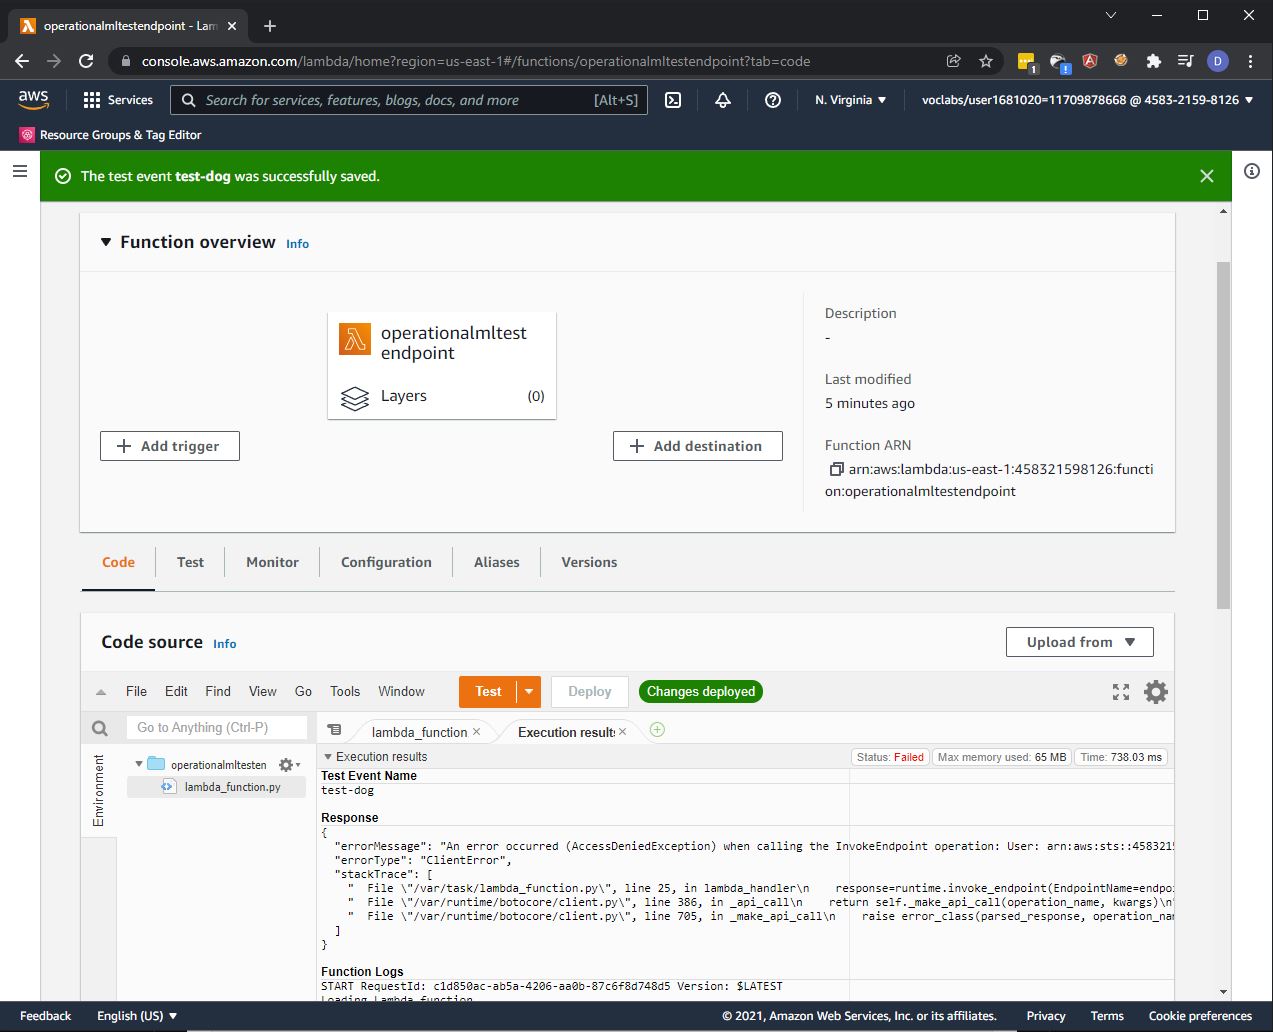 operationalmltestendpoint - Lam
console.aws.amazon.com/lambda/home?region=us-east-1#/functions/operationalmltestendpoint?tab=code
1
D
aws
Services
Search for services, features, blogs, docs, and more
[Alt+S]
N. Virginia
voclabs/user1681020=11709878668 @ 4583-2159-8126
Resource Groups & Tag Editor
The test event test-dog was successfully saved.
Function overview Info
operationalmltest
endpoint
Layers
(0)
Add trigger
Add destination
Description
-
Last modified
5 minutes ago
Function ARN
arn:aws:lambda:us-east-1:458321598126:functi
on:operationalmltestendpoint
Code
Test
Monitor
Configuration
Aliases
Versions
Code source Info
Upload from
File Edit Find View Go Tools Window
Test
Deploy
Changes deployed
Go to Anything (Ctrl-P)
lambda_function
Execution result
Environment
operationalmltesten
lambda_function.py
Execution results
Status: Failed
Max memory used: 65 MB
Time: 738.03 ms
Test Event Name
test-dog
Response
{
"errorMessage": "An error occurred (AccessDeniedException) when calling the InvokeEndpoint operation: User: arn:aws:sts::4583215
"errorType": "ClientError",
"stackTrace": [
"  File \"/var/task/lambda_function.py\", line 25, in lambda_handler\n    response=runtime.invoke_endpoint(EndpointName=endpoi
"  File \"/var/runtime/botocore/client.py\", line 386, in _api_call\n    return self._make_api_call(operation_name, kwargs)\n"
"  File \"/var/runtime/botocore/client.py\", line 705, in _make_api_call\n    raise error_class(parsed_response, operation_nam
]
}
Function Logs
START RequestId: c1d850ac-ab5a-4206-aa0b-87c6f8d748d5 Version: $LATEST
Loading Lambda function
Feedback
English (US)
© 2021, Amazon Web Services, Inc. or its affiliates.
Privacy
Terms
Cookie preferences